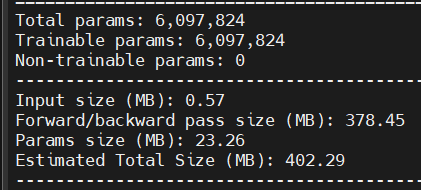 Total params: 6,097,824
Trainable params: 6,097,824
Non-trainable params: 0
----------------------------------------------------------------
Input size (MB): 0.57
Forward/backward pass size (MB): 378.45
Params size (MB): 23.26
Estimated Total Size (MB): 402.29
----------------------------------------------------------------